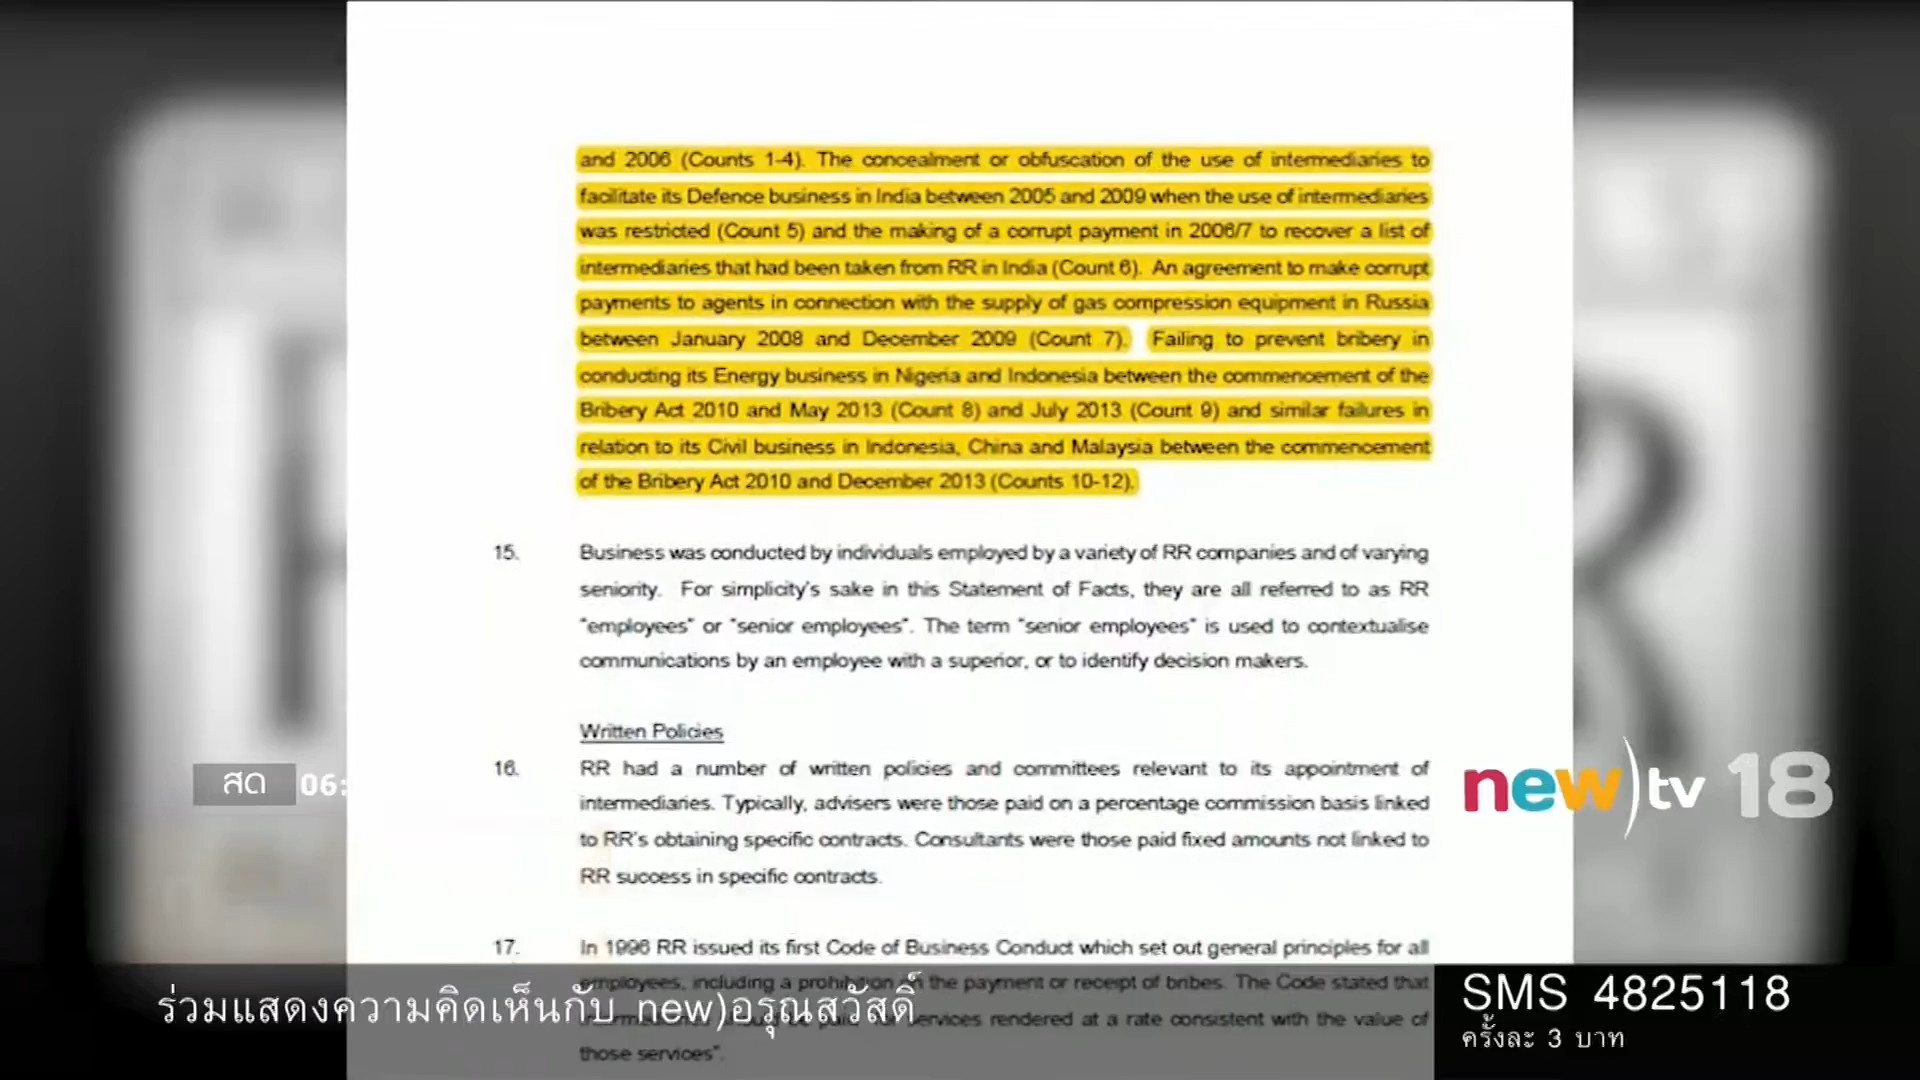 and 2006 (Counts 1-4). The concealment or obfuscation of the use of intermediaries to
facilitate its Defence business in India between 2005 and 2009 when the use of intermediaries
was restricted (Count 5) and the making of a corrupt payment in 2006/7 to recover a list of
intermediaries that had been taken from RR in India (Count 6). An agreement to make corrupt
payments to agents in connection with the supply of gas compression equipment in Russia
between January 2008 and December 2009 (Count 7). Failing to prevent bribery in
conducting its Energy business in Nigeria and Indonesia between the commencement of the
Bribery Act 2010 and May 2013 (Count 8) and July 2013 (Count 9) and similar failures in
relation to its Civil business in Indonesia, China and Malaysia between the commencement
of the Bribery Act 2010 and December 2013 (Counts 10-12).
15. Business was conducted by individuals employed by a variety of RR companies and of varying
seniority. For simplicity's sake in this Statement of Facts, they are all referred to as RR
"employees" or "senior employees". The term "senior employees" is used to contextualise
communications by an employee with a superior, or to identify decision makers.
Written Policies
16. RR had a number of written policies and committees relevant to its appointment of
intermediaries. Typically, advisers were those paid on a percentage commission basis linked
to RR's obtaining specific contracts. Consultants were those paid fixed amounts not linked to
RR success in specific contracts.
17. In 1996 RR issued its first Code of Business Conduct which set out general principles for all
employees, including a prohibition the payment or receipt of bribes. The Code stated that
services rendered at a rate consistent with the value of
those services".
สด 06:
new)tv 18
ร่วมแสดงความคิดเห็นกับ new)อรุณสวัสดิ์
SMS 4825118
ครั้งละ 3 บาท